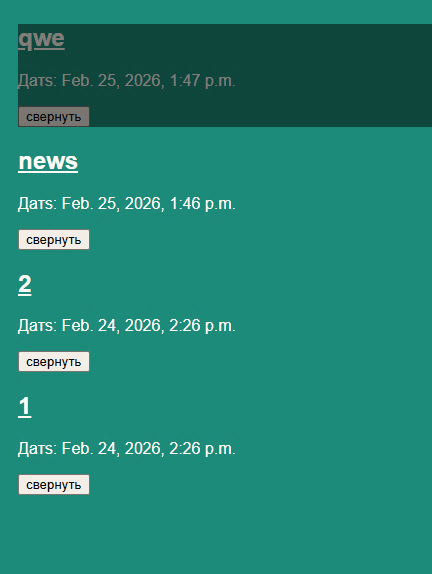 qwe
Датs: Feb. 25, 2026, 1:47 p.m.
свернуть
news
Датs: Feb. 25, 2026, 1:46 p.m.
свернуть
2
Датs: Feb. 24, 2026, 2:26 p.m.
свернуть
1
Датs: Feb. 24, 2026, 2:26 p.m.
свернуть